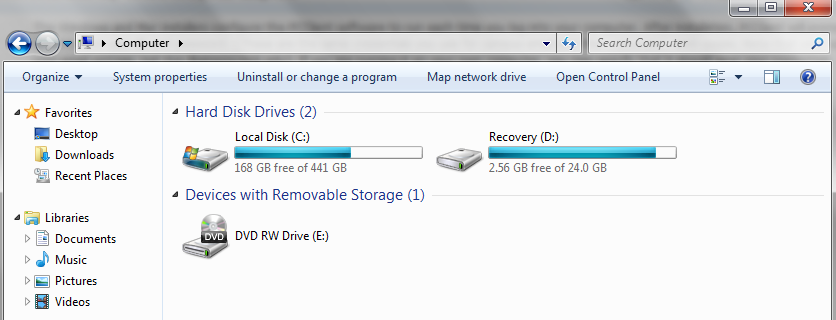 Computer
Search Computer
Organize System properties Uninstall or change a program Map network drive Open Control Panel
Favorites
Desktop
Downloads
Recent Places
Libraries
Documents
Music
Pictures
Videos
Hard Disk Drives (2)
Local Disk (C:)
168 GB free of 441 GB
Recovery (D:)
2.56 GB free of 24.0 GB
Devices with Removable Storage (1)
DVD
DVD RW Drive (E:)